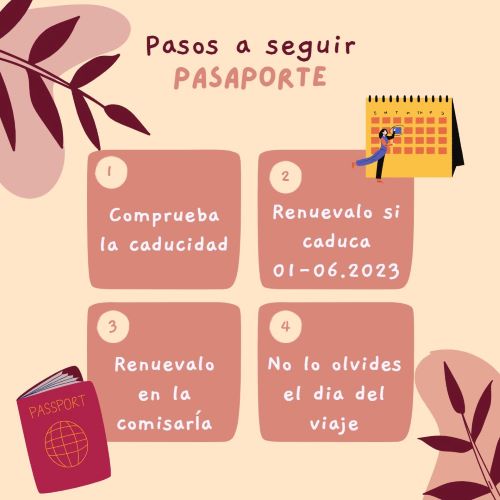 Pasos a seguir
PASAPORTE
1
Comprueba
la caducidad
2
Renuevalo si
caduca
01-06.2023
3
Renuevalo
en la
comisarÍa
4
No lo olvides
el dia del
viaje
PASSPORT